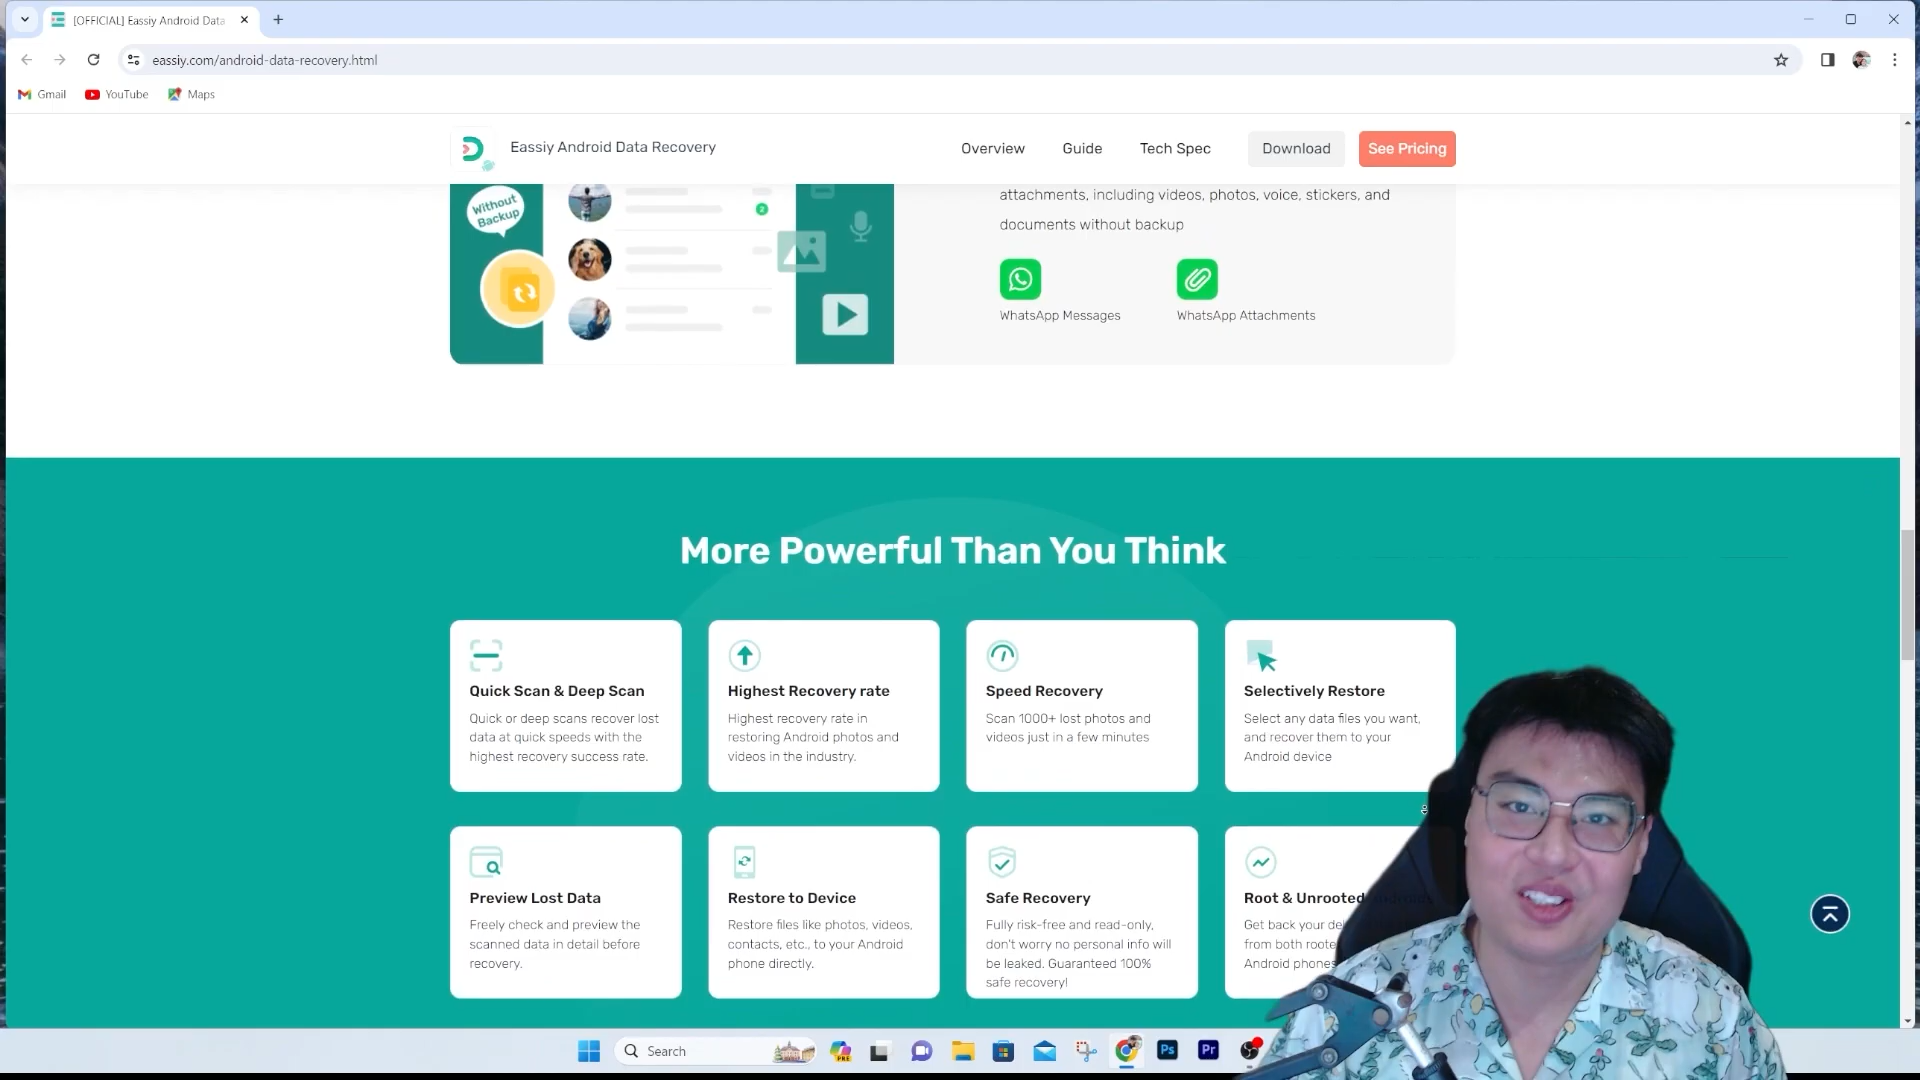 [OFFICIAL] Eassiy Android Data
eassiy.com/android-data-recovery.html
Gmail YouTube Maps
Eassiy Android Data Recovery
Overview Guide Tech Spec Download See Pricing
Without
Backup
2
attachments, including videos, photos, voice, stickers, and
documents without backup
WhatsApp Messages
WhatsApp Attachments
More Powerful Than You Think
Quick Scan & Deep Scan
Quick or deep scans recover lost
data at quick speeds with the
highest recovery success rate.
Highest Recovery rate
Highest recovery rate in
restoring Android photos and
videos in the industry.
Speed Recovery
Scan 1000+ lost photos and
videos just in a few minutes
Selectively Restore
Select any data files you want,
and recover them to your
Android device
Preview Lost Data
Freely check and preview the
scanned data in detail before
recovery.
Restore to Device
Restore files like photos, videos,
contacts, etc., to your Android
phone directly.
Safe Recovery
Fully risk-free and read-only,
don't worry no personal info will
be leaked. Guaranteed 100%
safe recovery!
Root & Unrooted
Get back your
from both
Android phones
Search
PRE
Ps
Pr